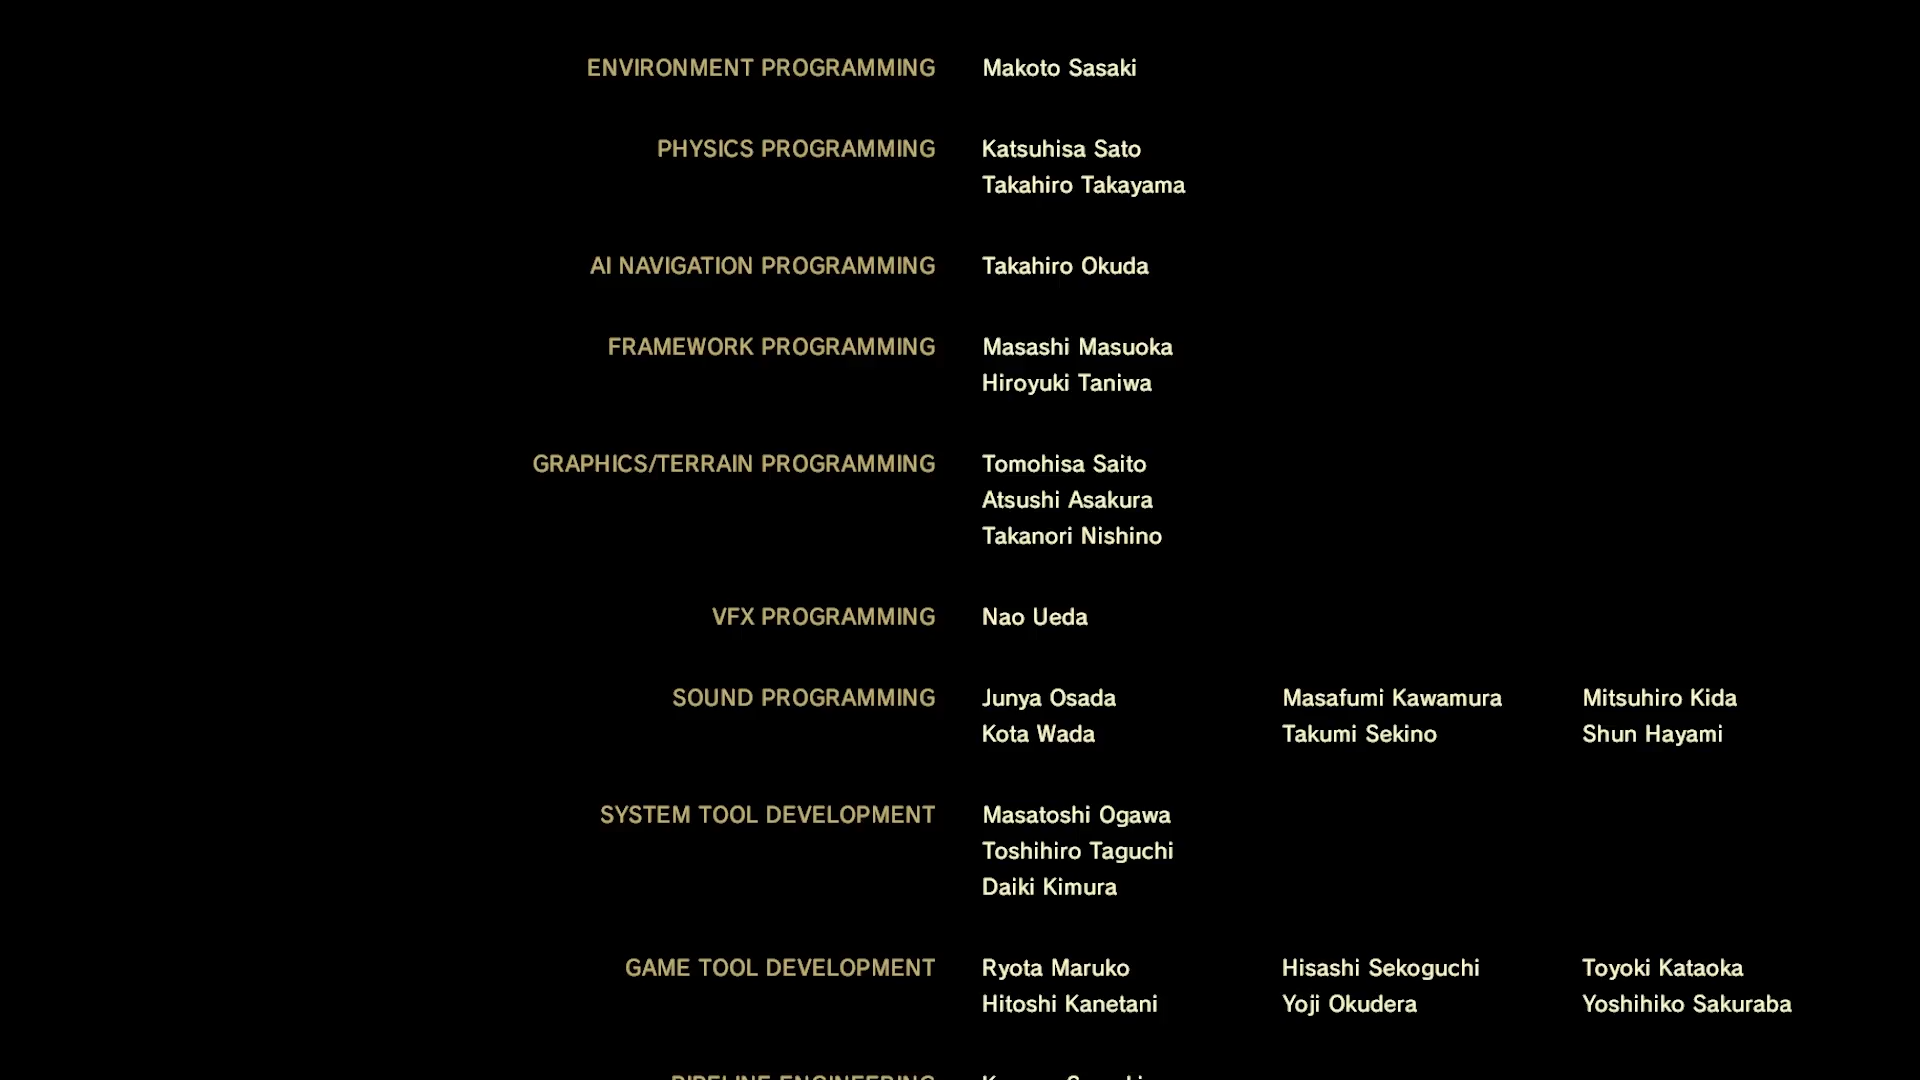 ENVIRONMENT PROGRAMMING Makoto Sasaki
PHYSICS PROGRAMMING Katsuhisa Sato
Takahiro Takayama
AI NAVIGATION PROGRAMMING Takahiro Okuda
FRAMEWORK PROGRAMMING Masashi Masuoka
Hiroyuki Taniwa
GRAPHICS/TERRAIN PROGRAMMING Tomohisa Saito
Atsushi Asakura
Takanori Nishino
VFX PROGRAMMING Nao Ueda
SOUND PROGRAMMING Junya Osada Masafumi Kawamura Mitsuhiro Kida
Kota Wada Takumi Sekino Shun Hayami
SYSTEM TOOL DEVELOPMENT Masatoshi Ogawa
Toshihiro Taguchi
Daiki Kimura
GAME TOOL DEVELOPMENT Ryota Maruko Hisashi Sekoguchi Toyoki Kataoka
Hitoshi Kanetani Yoji Okudera Yoshihiko Sakuraba
PIPELINE ENGINEERING